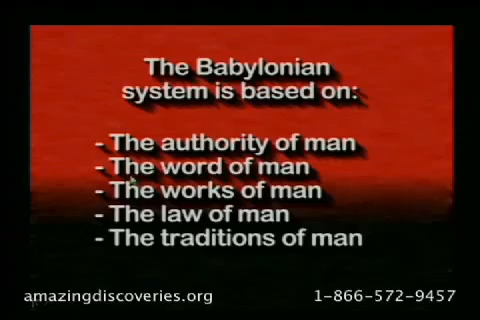 The Babylonian
system is based on:
- The authority of man
- The word of man
- The works of man
- The law of man
- The traditions of man
amazingdiscoveries.org 1-866-572-9457